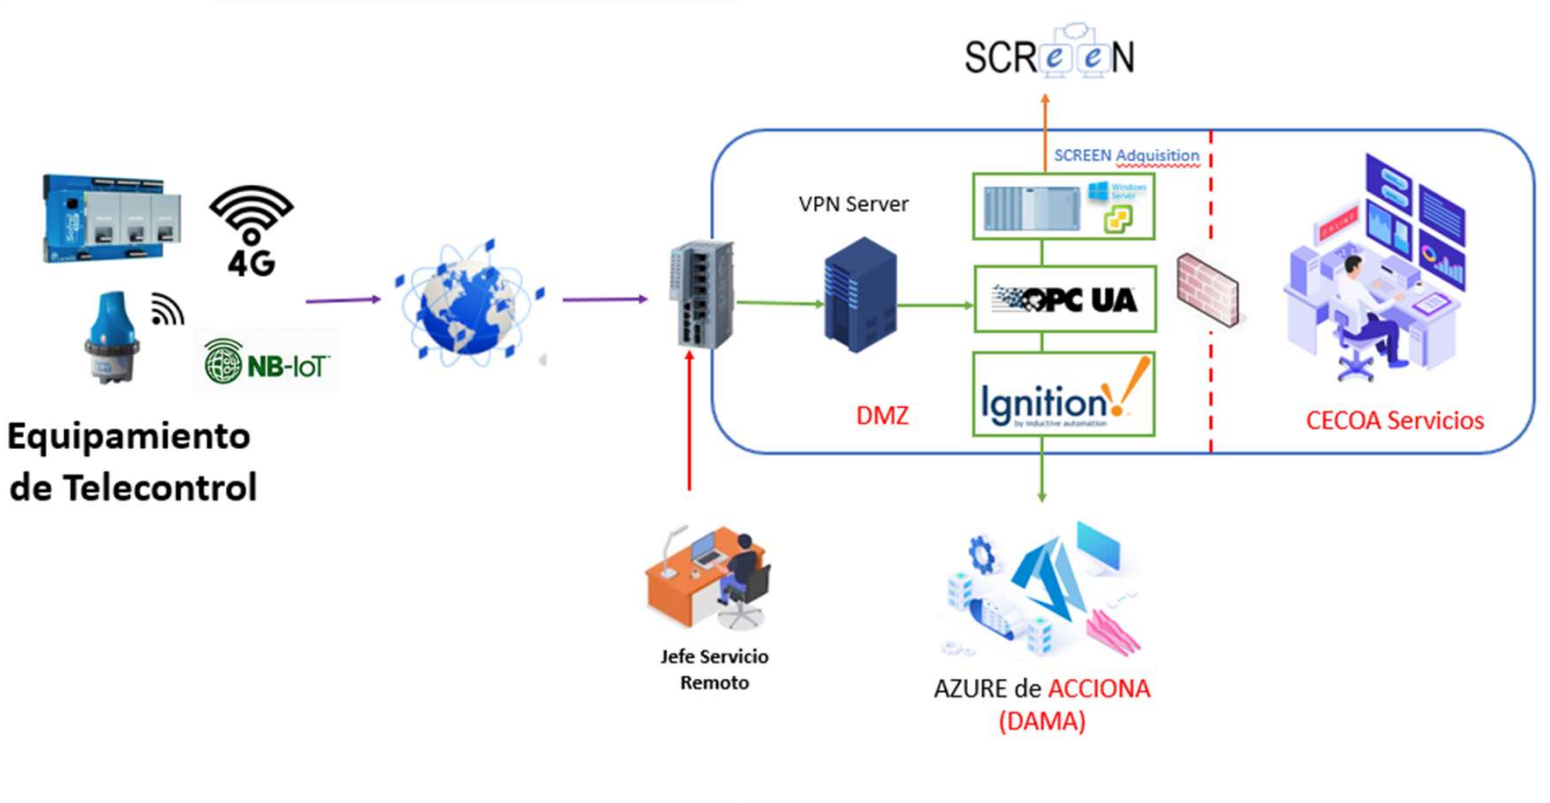 SCREEN
SCREEN Adquisition
Windows
Server
VPN Server
4G
ONLINE
OPC UA
NB-IoT
Ignition!
by inductive automation
DMZ
CECOA Servicios
Equipamiento
de Telecontrol
Jefe Servicio
Remoto
AZURE de ACCIONA
(DAMA)